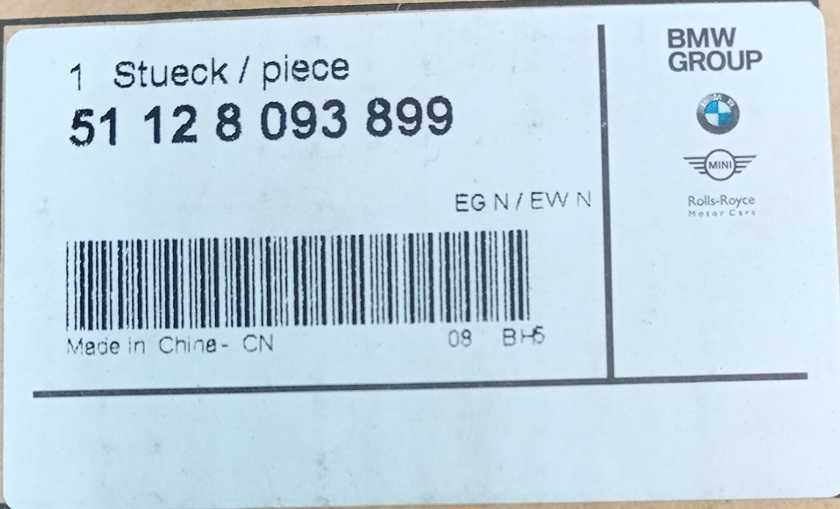 1 Stueck / piece
51 12 8 093 899
EG N / EW N
Made in China - CN
08 BH5
BMW
GROUP
BMW
MINI
Rolls-Royce
Motor Cars